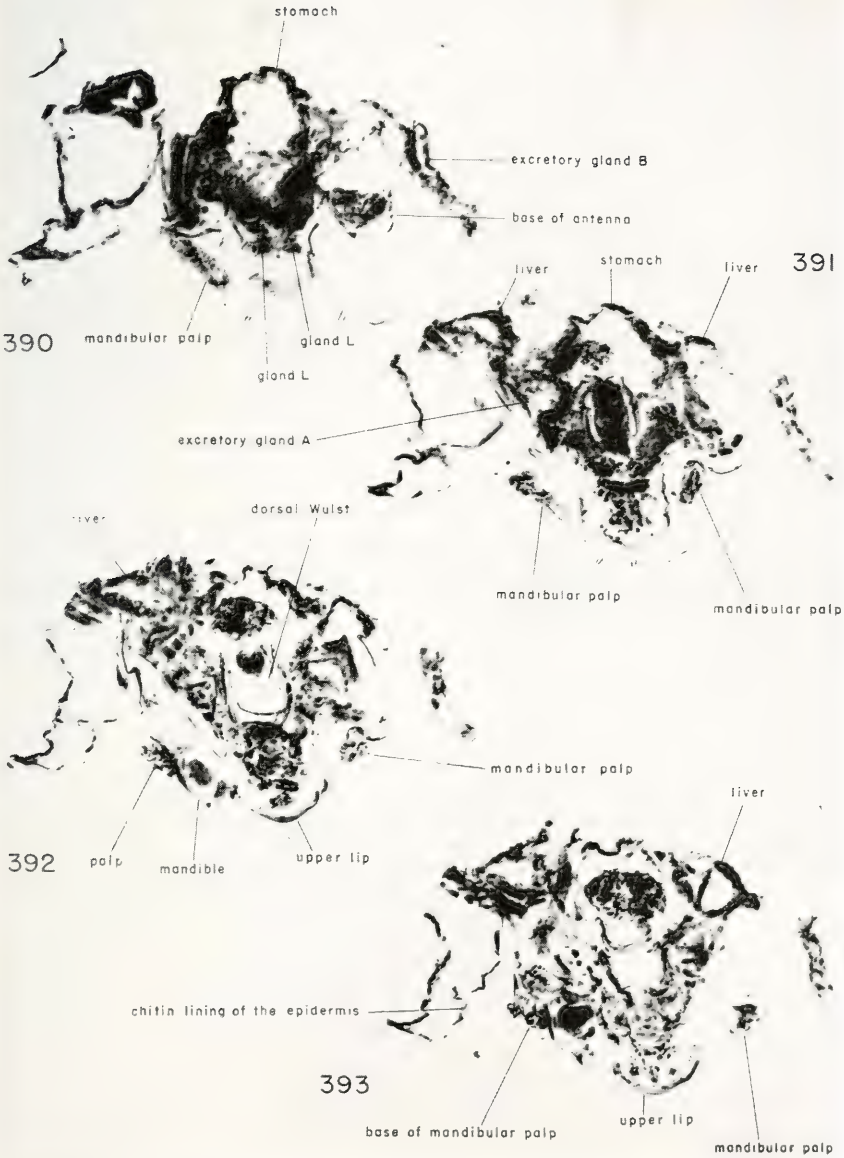 stomach
excretory gland B
base of antenna
390
mandibular palp
gland L
gland L
391
liver
stomach
liver
excretory gland A
mandibular palp
mandibular palp
liver
dorsal Wulst
mandibular palp
392
palp
mandible
upper lip
liver
chitin lining of the epidermis
393
base of mandibular palp
upper lip
mandibular palp